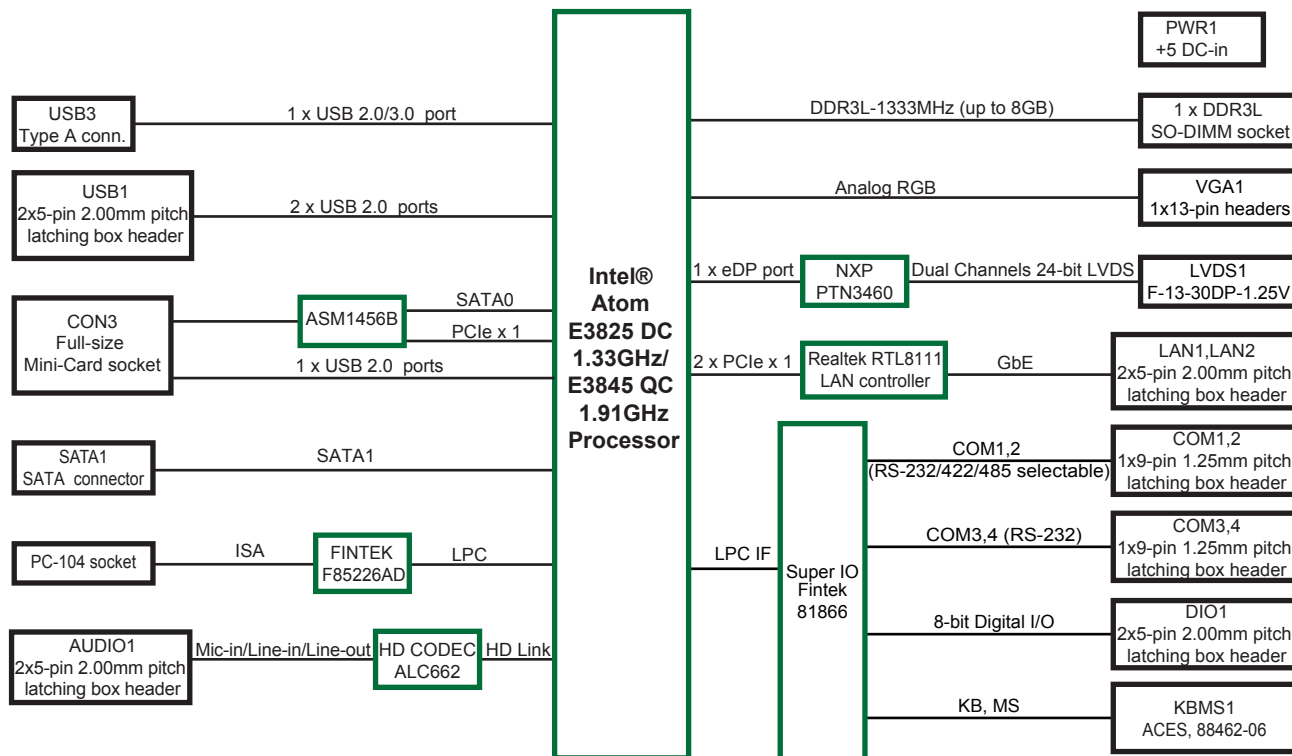 PWR1
+5 DC-in
USB3
Type A conn.
1 x USB 2.0/3.0 port
USB1
2x5-pin 2.00mm pitch
latching box header
2 x USB 2.0 ports
CON3
Full-size
Mini-Card socket
ASM1456B
SATA0
PCIe x 1
1 x USB 2.0 ports
SATA1
SATA connector
SATA1
PC-104 socket
ISA
FINTEK
F85226AD
LPC
AUDIO1
2x5-pin 2.00mm pitch
latching box header
Mic-in/Line-in/Line-out
HD CODEC
ALC662
HD Link
Intel®
Atom
E3825 DC
1.33GHz/
E3845 QC
1.91GHz
Processor
DDR3L-1333MHz (up to 8GB)
1 x DDR3L
SO-DIMM socket
Analog RGB
VGA1
1x13-pin headers
1 x eDP port
NXP
PTN3460
Dual Channels 24-bit LVDS
LVDS1
F-13-30DP-1.25V
2 x PCIe x 1
Realtek RTL8111
LAN controller
GbE
LAN1,LAN2
2x5-pin 2.00mm pitch
latching box header
LPC IF
Super IO
Fintek
81866
COM1,2
(RS-232/422/485 selectable)
COM1,2
1x9-pin 1.25mm pitch
latching box header
COM3,4 (RS-232)
COM3,4
1x9-pin 1.25mm pitch
latching box header
8-bit Digital I/O
DIO1
2x5-pin 2.00mm pitch
latching box header
KB, MS
KBMS1
ACES, 88462-06